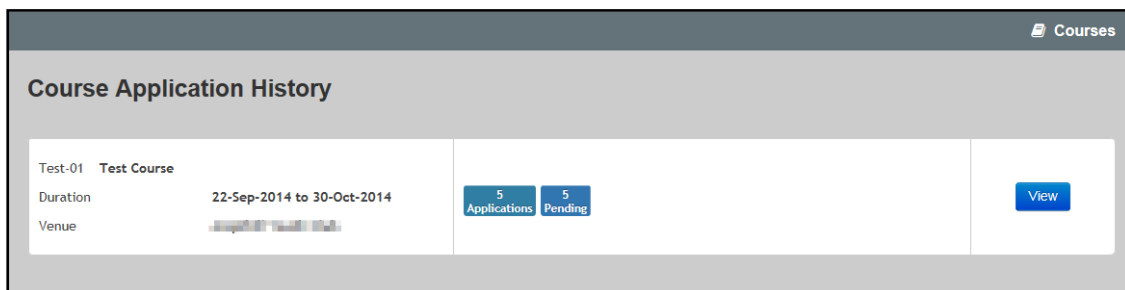 Courses
Course Application History
Test-01 Test Course
Duration 22-Sep-2014 to 30-Oct-2014
5 Applications 5 Pending
View
Venue